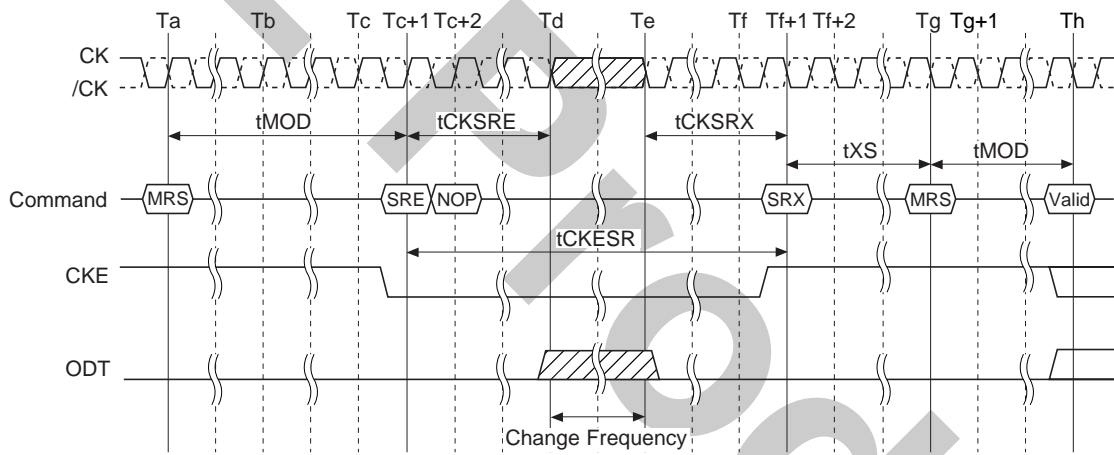 Ta Tb Tc Tc+1 Tc+2 Td Te Tf Tf+1 Tf+2 Tg Tg+1 Th
CK
/CK
tMOD tCKSRE tCKSRX
tXS tMOD
Command MRS SRE NOP SRX MRS Valid
tCKESR
CKE
ODT
Change Frequency